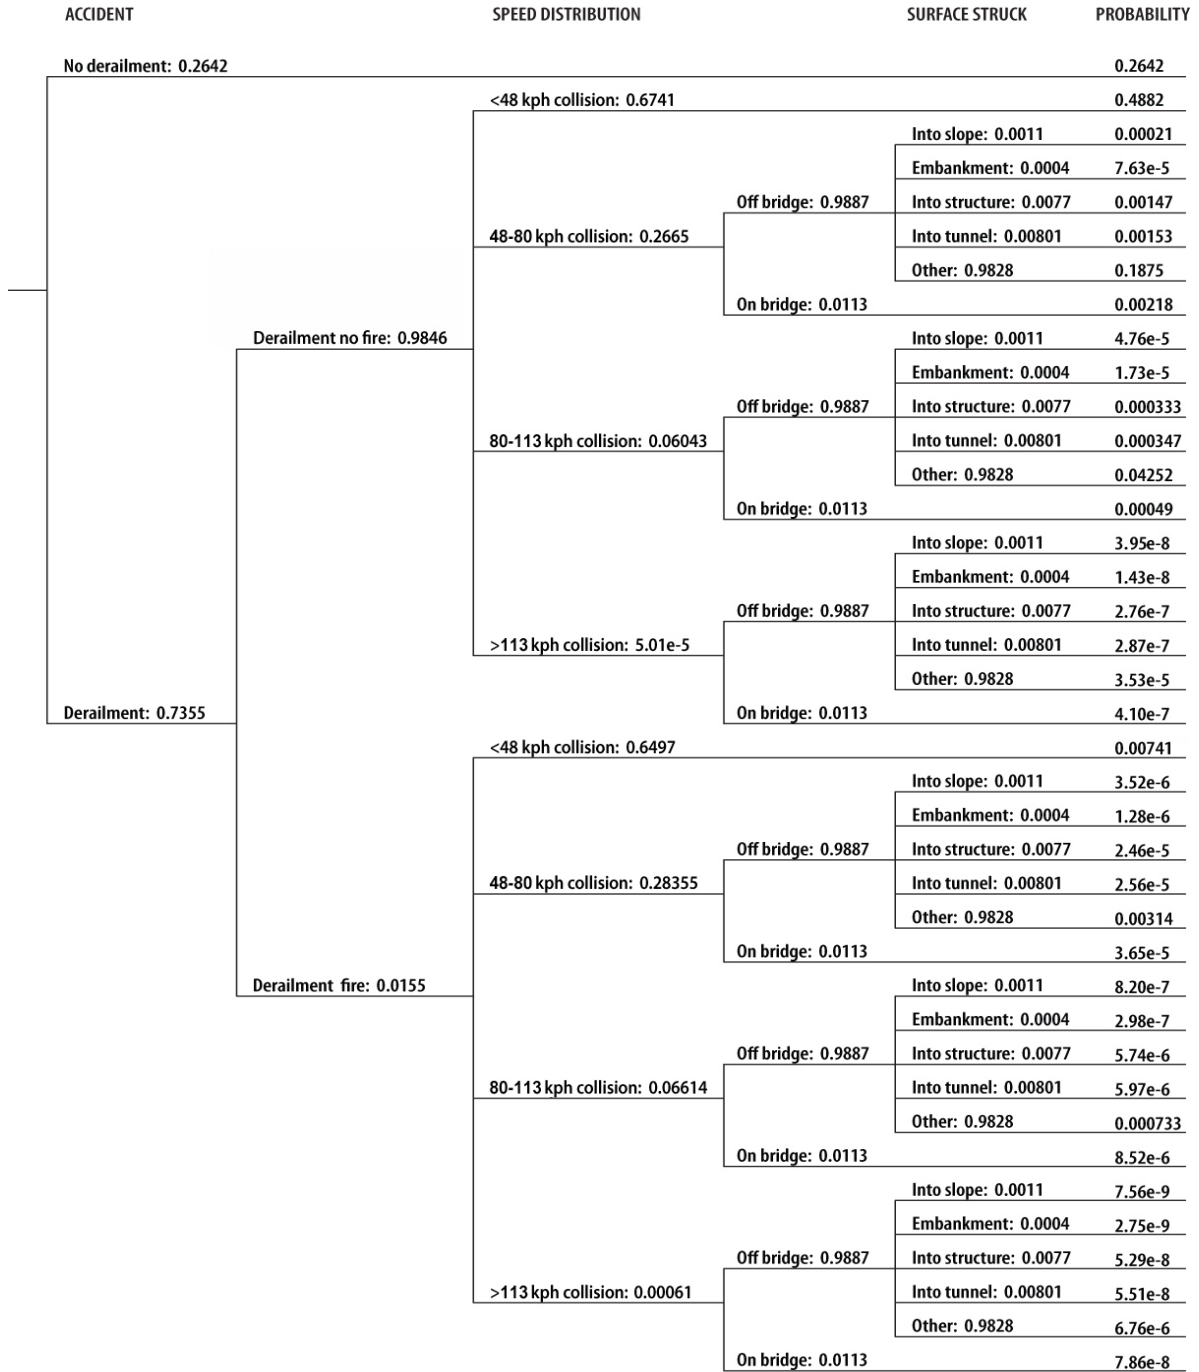 ACCIDENT SPEED DISTRIBUTION SURFACE STRUCK PROBABILITY
No derailment: 0.2642 0.2642
<48 kph collision: 0.6741 0.4882
Into slope: 0.0011 0.00021
Embankment: 0.0004 7.63e-5
Off bridge: 0.9887 Into structure: 0.0077 0.00147
48-80 kph collision: 0.2665 Into tunnel: 0.00801 0.00153
Other: 0.9828 0.1875
On bridge: 0.0113 0.00218
Derailment no fire: 0.9846 Into slope: 0.0011 4.76e-5
Embankment: 0.0004 1.73e-5
Off bridge: 0.9887 Into structure: 0.0077 0.000333
80-113 kph collision: 0.06043 Into tunnel: 0.00801 0.000347
Other: 0.9828 0.04252
On bridge: 0.0113 0.00049
Into slope: 0.0011 3.95e-8
Embankment: 0.0004 1.43e-8
Off bridge: 0.9887 Into structure: 0.0077 2.76e-7
>113 kph collision: 5.01e-5 Into tunnel: 0.00801 2.87e-7
Other: 0.9828 3.53e-5
Derailment: 0.7355 On bridge: 0.0113 4.10e-7
<48 kph collision: 0.6497 0.00741
Into slope: 0.0011 3.52e-6
Embankment: 0.0004 1.28e-6
Off bridge: 0.9887 Into structure: 0.0077 2.46e-5
48-80 kph collision: 0.28355 Into tunnel: 0.00801 2.56e-5
Other: 0.9828 0.00314
On bridge: 0.0113 3.65e-5
Derailment fire: 0.0155 Into slope: 0.0011 8.20e-7
Embankment: 0.0004 2.98e-7
Off bridge: 0.9887 Into structure: 0.0077 5.74e-6
80-113 kph collision: 0.06614 Into tunnel: 0.00801 5.97e-6
Other: 0.9828 0.000733
On bridge: 0.0113 8.52e-6
Into slope: 0.0011 7.56e-9
Embankment: 0.0004 2.75e-9
Off bridge: 0.9887 Into structure: 0.0077 5.29e-8
>113 kph collision: 0.00061 Into tunnel: 0.00801 5.51e-8
Other: 0.9828 6.76e-6
On bridge: 0.0113 7.86e-8